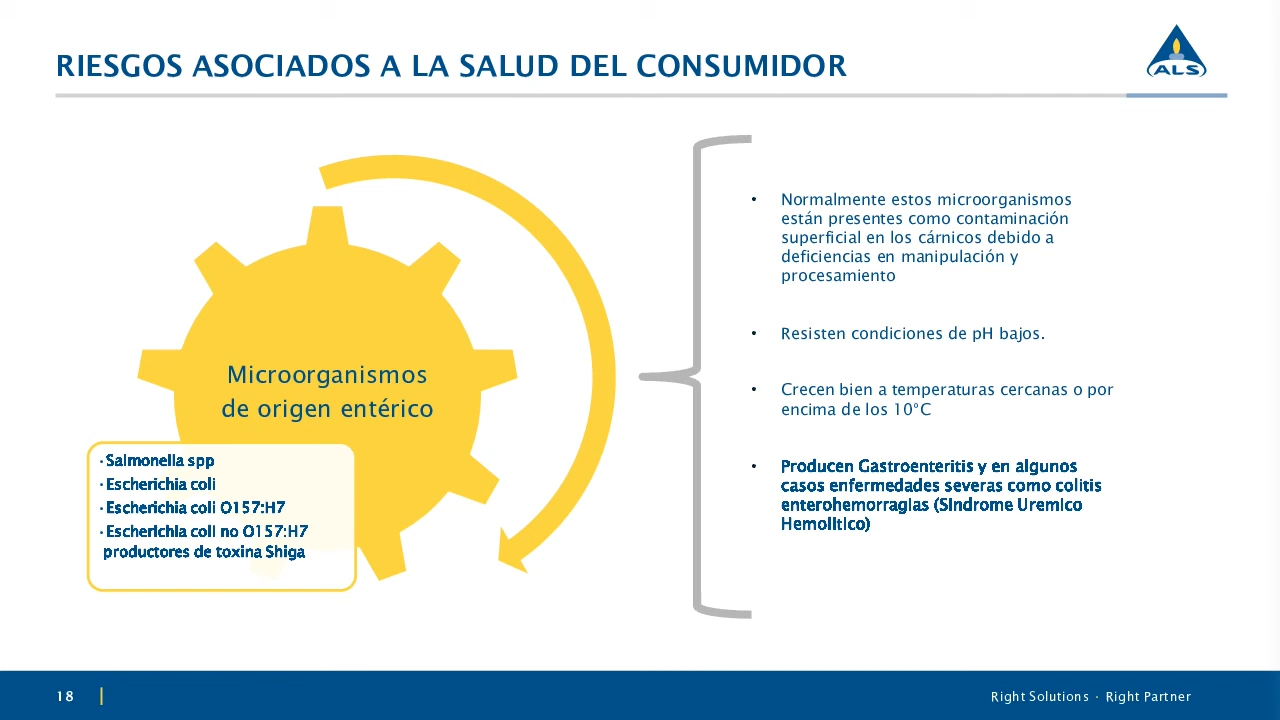 RIESGOS ASOCIADOS A LA SALUD DEL CONSUMIDOR
ALS
Microorganismos
de origen entérico
• Salmonella spp
• Escherichia coli
• Escherichia coli O157:H7
• Escherichia coli no O157:H7
productores de toxina Shiga
• Normalmente estos microorganismos
están presentes como contaminación
superficial en los cárnicos debido a
deficiencias en manipulación y
procesamiento
• Resisten condiciones de pH bajos.
• Crecen bien a temperaturas cercanas o por
encima de los 10°C
• Producen Gastroenteritis y en algunos
casos enfermedades severas como colitis
enterohemorragias (Sindrome Uremico
Hemolitico)
18
Right Solutions · Right Partner